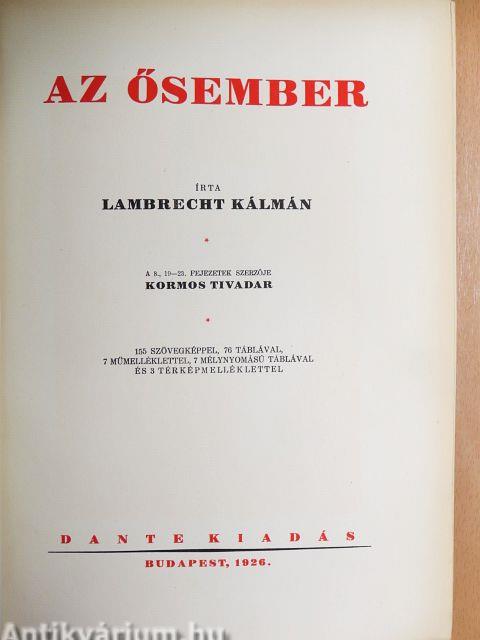 AZ ŐSEMBER
ÍRTA
LAMBRECHT KÁLMÁN
*
A 8., 19—23. FEJEZETEK SZERZŐJE
KORMOS TIVADAR
*
155 SZÖVEGKÉPPEL, 76 TÁBLÁVAL,
7 MŰMELLÉKLETTEL, 7 MÉLYNYOMÁSÚ TÁBLÁVAL
ÉS 3 TÉRKÉPMELLÉKLETTEL
DANTE KIADÁS
BUDAPEST, 1926.
Antikvárium.hu